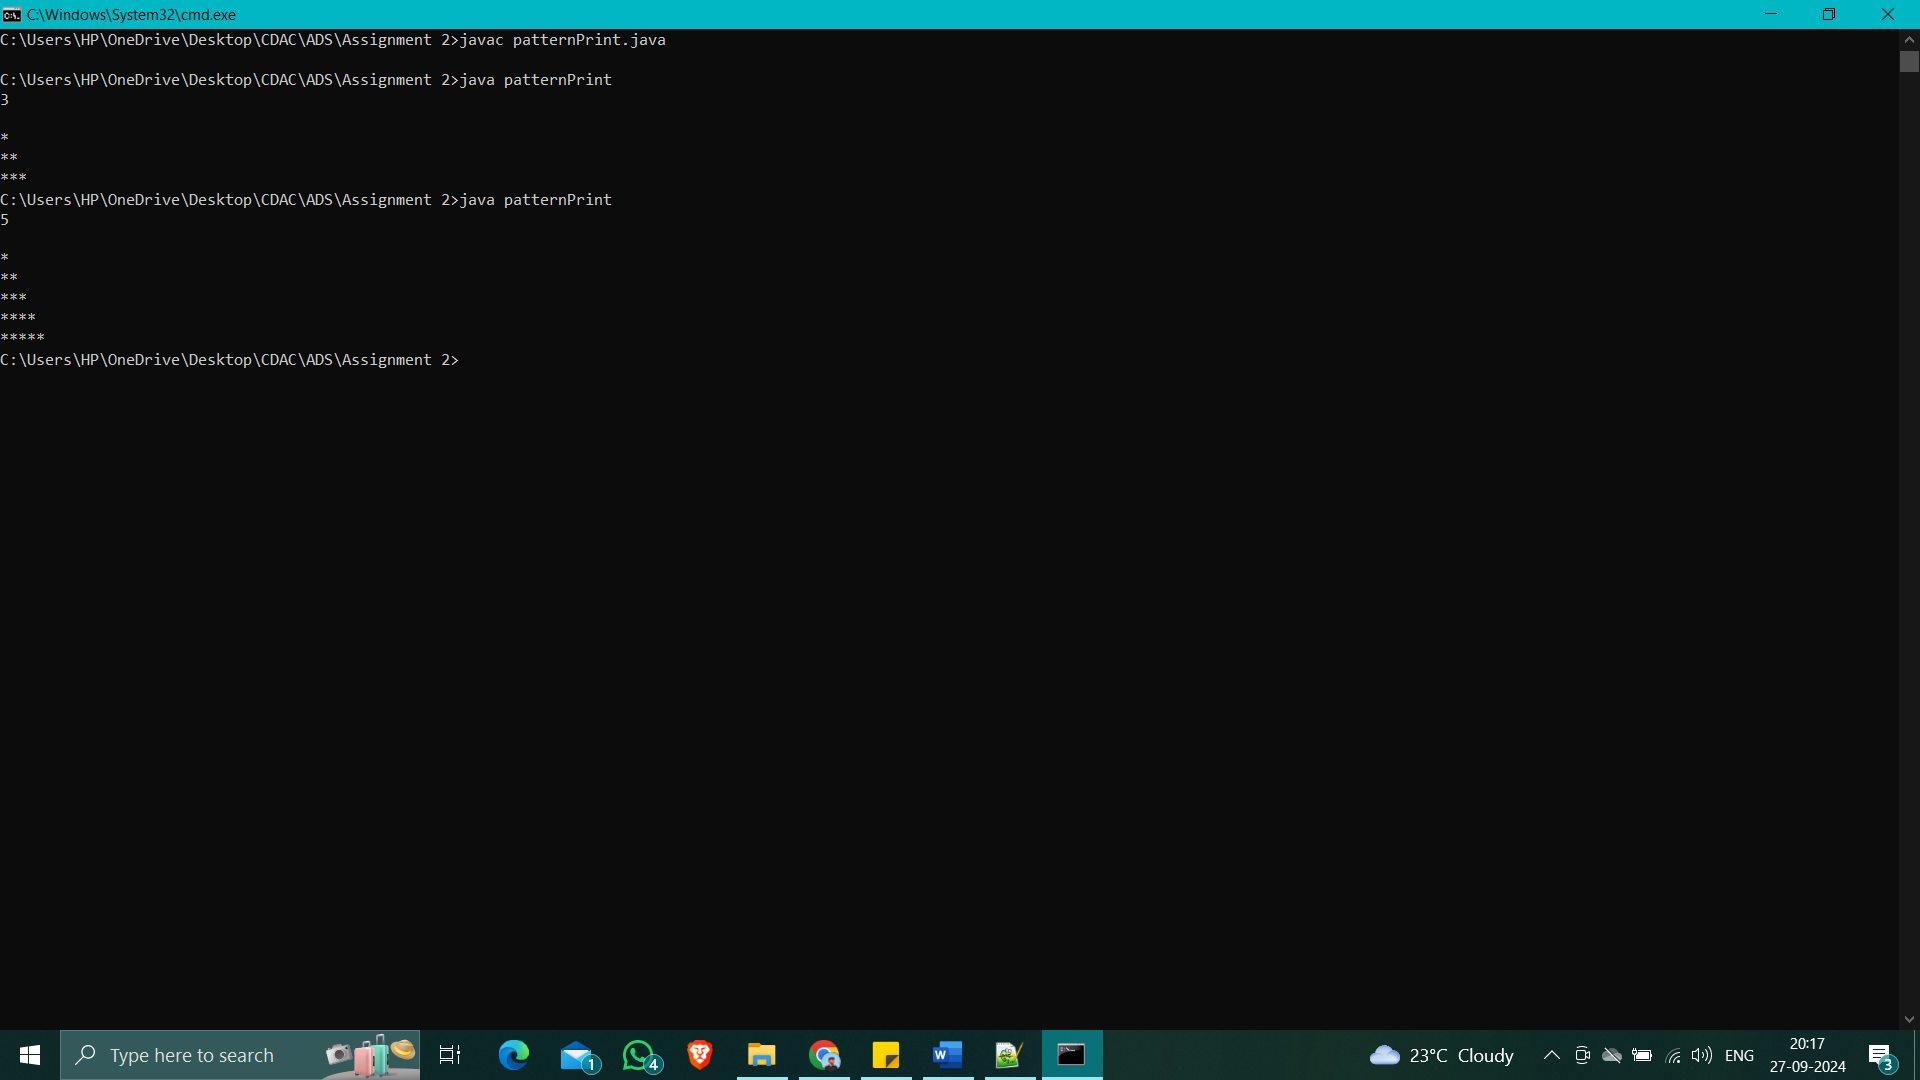 C:\Windows\System32\cmd.exe
C:\Users\HP\OneDrive\Desktop\CDAC\ADS\Assignment 2>javac patternPrint.java
C:\Users\HP\OneDrive\Desktop\CDAC\ADS\Assignment 2>java patternPrint
3
*
**
***
C:\Users\HP\OneDrive\Desktop\CDAC\ADS\Assignment 2>java patternPrint
5
*
**
***
****
*****
C:\Users\HP\OneDrive\Desktop\CDAC\ADS\Assignment 2>
Type here to search
1
4
23°C Cloudy
ENG
20:17
27-09-2024
3